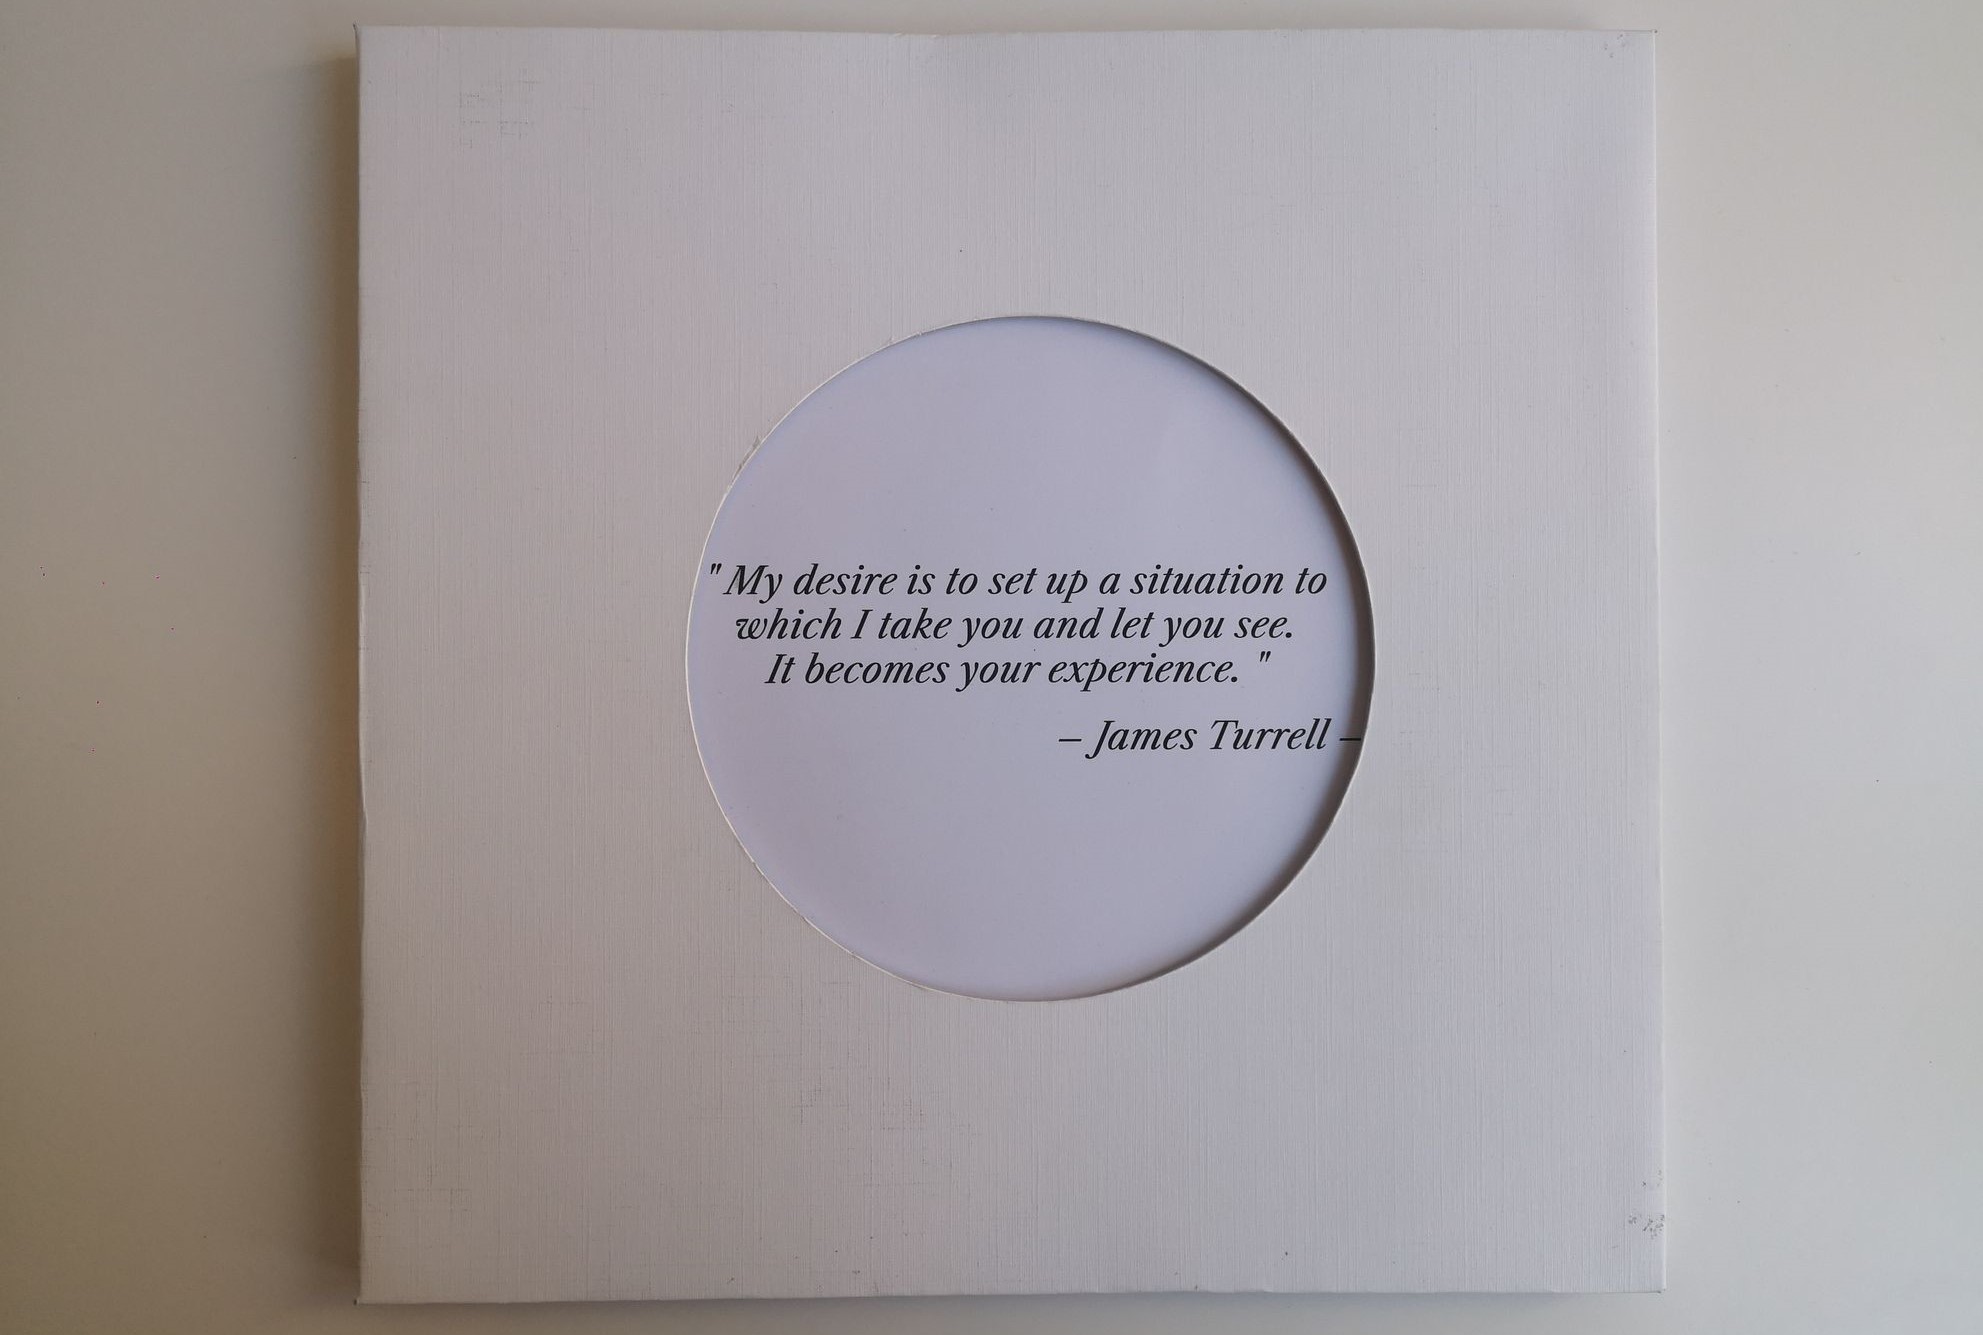 " My desire is to set up a situation to
which I take you and let you see.
It becomes your experience. "
– James Turrell –